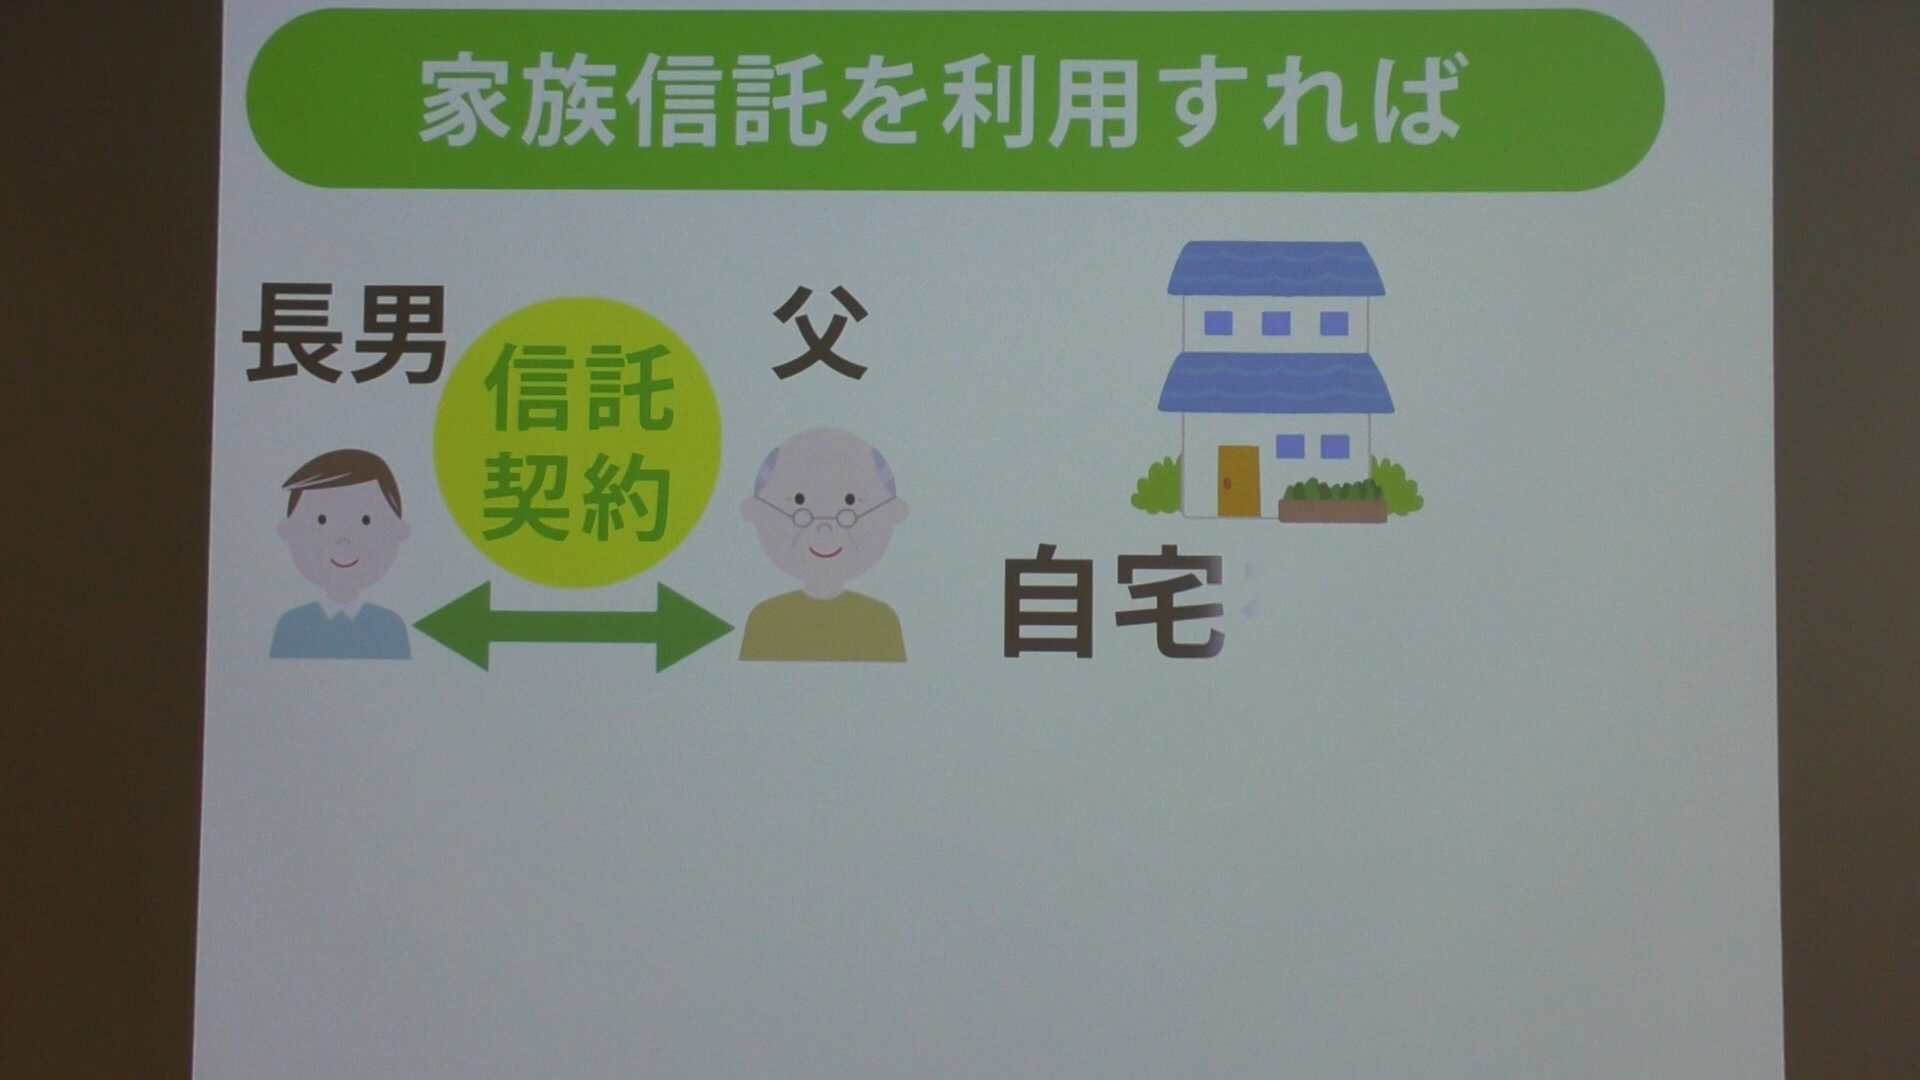 家族信託を利用すれば
長男
信託
契約
父
自宅